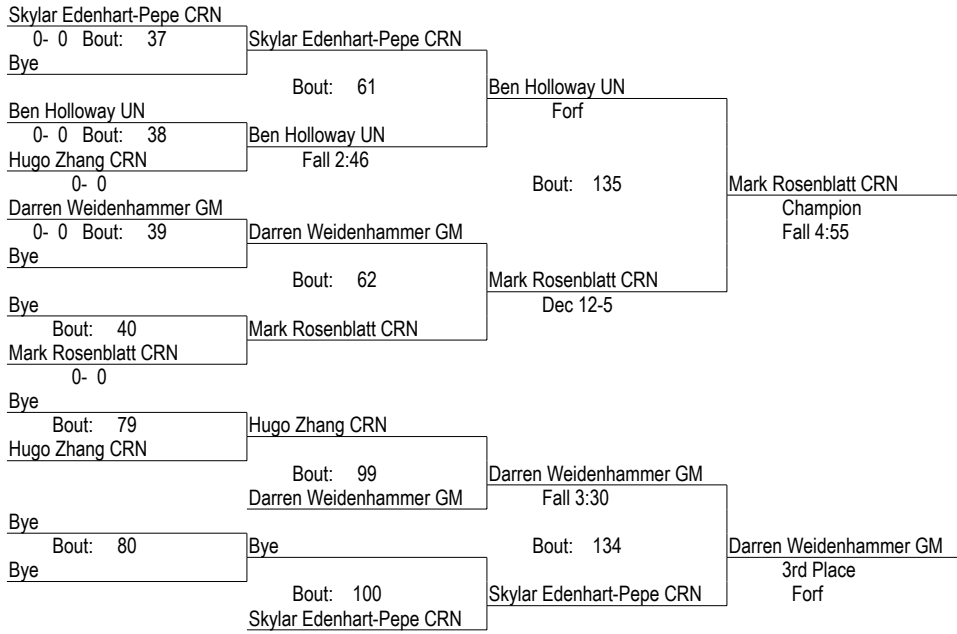 Skylar Edenhart-Pepe CRN
0- 0 Bout: 37
Skylar Edenhart-Pepe CRN
Bye
Bout: 61
Ben Holloway UN
Ben Holloway UN
Forf
0- 0 Bout: 38
Ben Holloway UN
Hugo Zhang CRN
Fall 2:46
0- 0
Bout: 135
Mark Rosenblatt CRN
Darren Weidenhammer GM
Champion
0- 0 Bout: 39
Darren Weidenhammer GM
Fall 4:55
Bye
Bout: 62
Mark Rosenblatt CRN
Bye
Dec 12-5
Bout: 40
Mark Rosenblatt CRN
Mark Rosenblatt CRN
0- 0
Bye
Bout: 79
Hugo Zhang CRN
Hugo Zhang CRN
Bout: 99
Darren Weidenhammer GM
Darren Weidenhammer GM
Fall 3:30
Bye
Bout: 80
Bye
Bout: 134
Darren Weidenhammer GM
Bye
3rd Place
Bout: 100
Skylar Edenhart-Pepe CRN
Forf
Skylar Edenhart-Pepe CRN